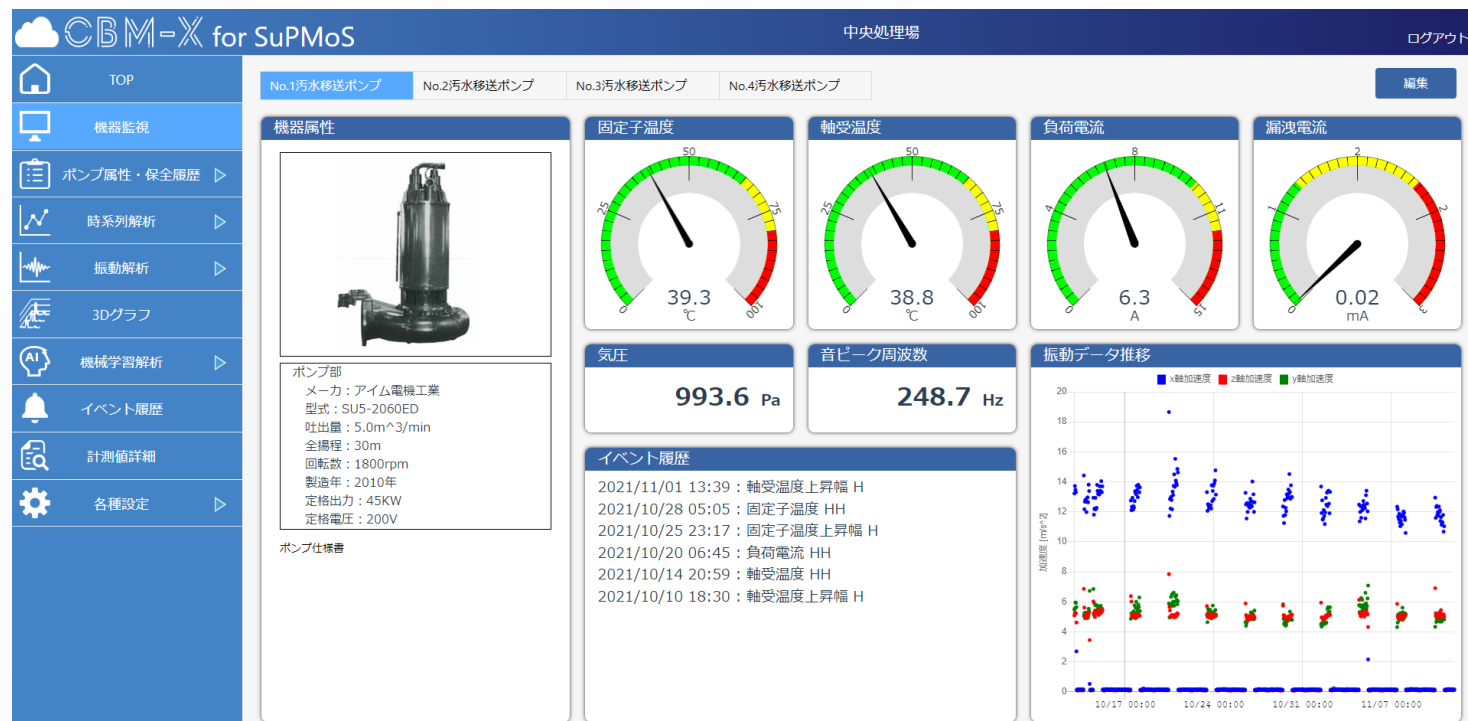 CBM-X for SuPMoS
中央処理場
ログアウト
TOP
機器監視
ポンプ属性・保全履歴
時系列解析
振動解析
3Dグラフ
機械学習解析
AI
イベント履歴
計測値詳細
各種設定
No.1汚水移送ポンプ
No.2汚水移送ポンプ
No.3汚水移送ポンプ
No.4汚水移送ポンプ
編集
機器属性
ポンプ部
メーカ：アイム電機工業
型式：SU5-2060ED
吐出量：5.0m^3/min
全揚程：30m
回転数：1800rpm
製造年：2010年
定格出力：45KW
定格電圧：200V
ポンプ仕様書
固定子温度
0 25 50 75 100
39.3
℃
軸受温度
0 25 50 75 100
38.8
℃
負荷電流
0 4 8 11 15
6.3
A
漏洩電流
0 1 2 2 3
0.02
mA
気圧
993.6 Pa
音ピーク周波数
248.7 Hz
イベント履歴
2021/11/01 13:39：軸受温度上昇幅 H
2021/10/28 05:05：固定子温度 HH
2021/10/25 23:17：固定子温度上昇幅 H
2021/10/20 06:45：負荷電流 HH
2021/10/14 20:59：軸受温度 HH
2021/10/10 18:30：軸受温度上昇幅 H
振動データ推移
x軸加速度 z軸加速度 y軸加速度
加速度 [m/s^2]
20
18
16
14
12
10
8
6
4
2
0
10/17 00:00 10/24 00:00 10/31 00:00 11/07 00:00